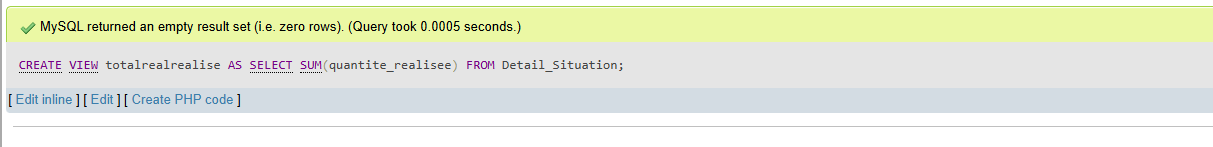 MySQL returned an empty result set (i.e. zero rows). (Query took 0.0005 seconds.)
CREATE VIEW totalrealrealise AS SELECT SUM(quantite_realisee) FROM Detail_Situation;
[ Edit inline ] [ Edit ] [ Create PHP code ]